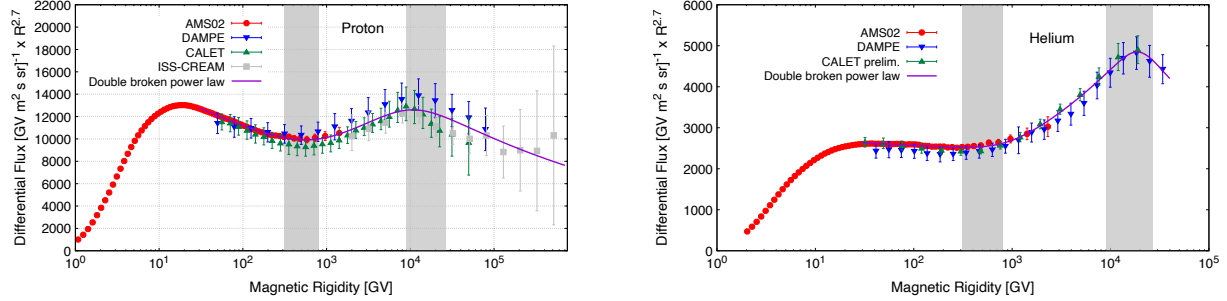 22000
20000
18000
16000
14000
12000
10000
8000
6000
4000
2000
0
Differential Flux [GV m² s sr]⁻¹ x R²·⁷
AMS02
DAMPE
CALET
ISS-CREAM
Double broken power law
Proton
10⁰ 10¹ 10² 10³ 10⁴ 10⁵
Magnetic Rigidity [GV]
6000
5000
4000
3000
2000
1000
0
Differential Flux [GV m² s sr]⁻¹ x R²·⁷
AMS02
DAMPE
CALET prelim.
Double broken power law
Helium
10⁰ 10¹ 10² 10³ 10⁴ 10⁵
Magnetic Rigidity [GV]